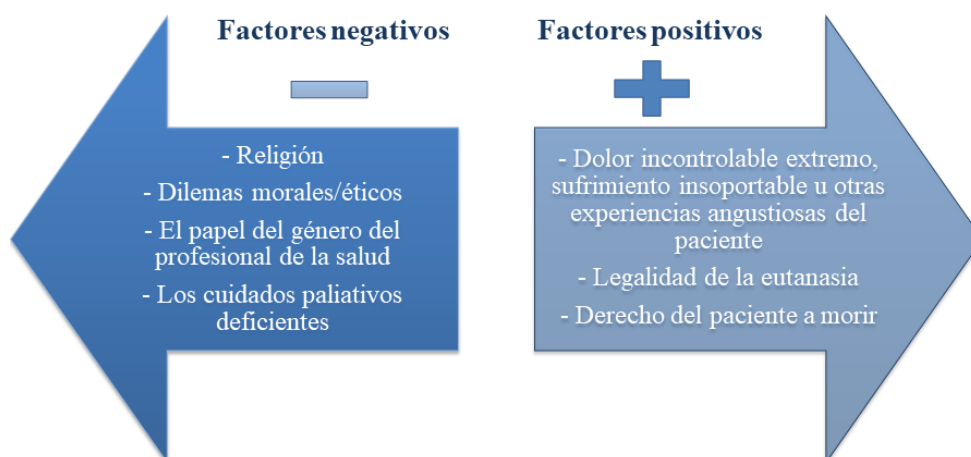 Factores negativos
Factores positivos
- Religión
- Dilemas morales/éticos
- El papel del género del
profesional de la salud
- Los cuidados paliativos
deficientes
- Dolor incontrolable extremo,
sufrimiento insoportable u otras
experiencias angustiosas del
paciente
- Legalidad de la eutanasia
- Derecho del paciente a morir